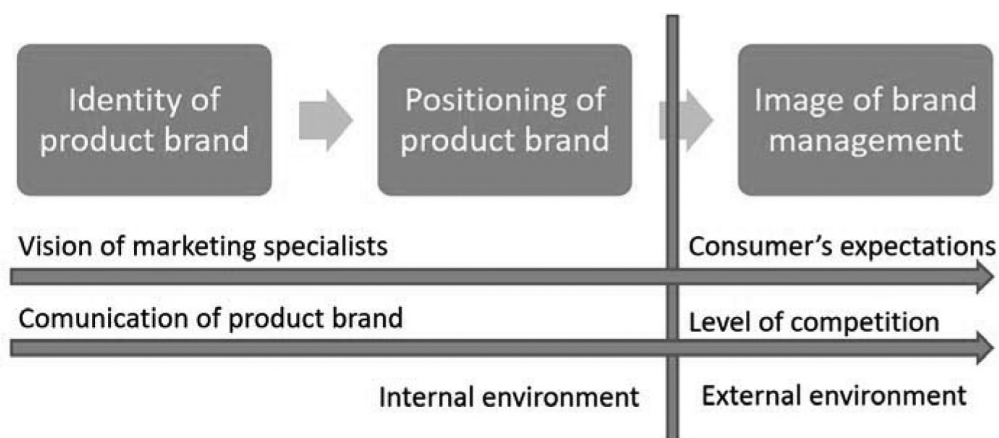 Identity of
product brand
Positioning of
product brand
Image of brand
management
Vision of marketing specialists
Consumer's expectations
Comunication of product brand
Level of competition
Internal environment
External environment